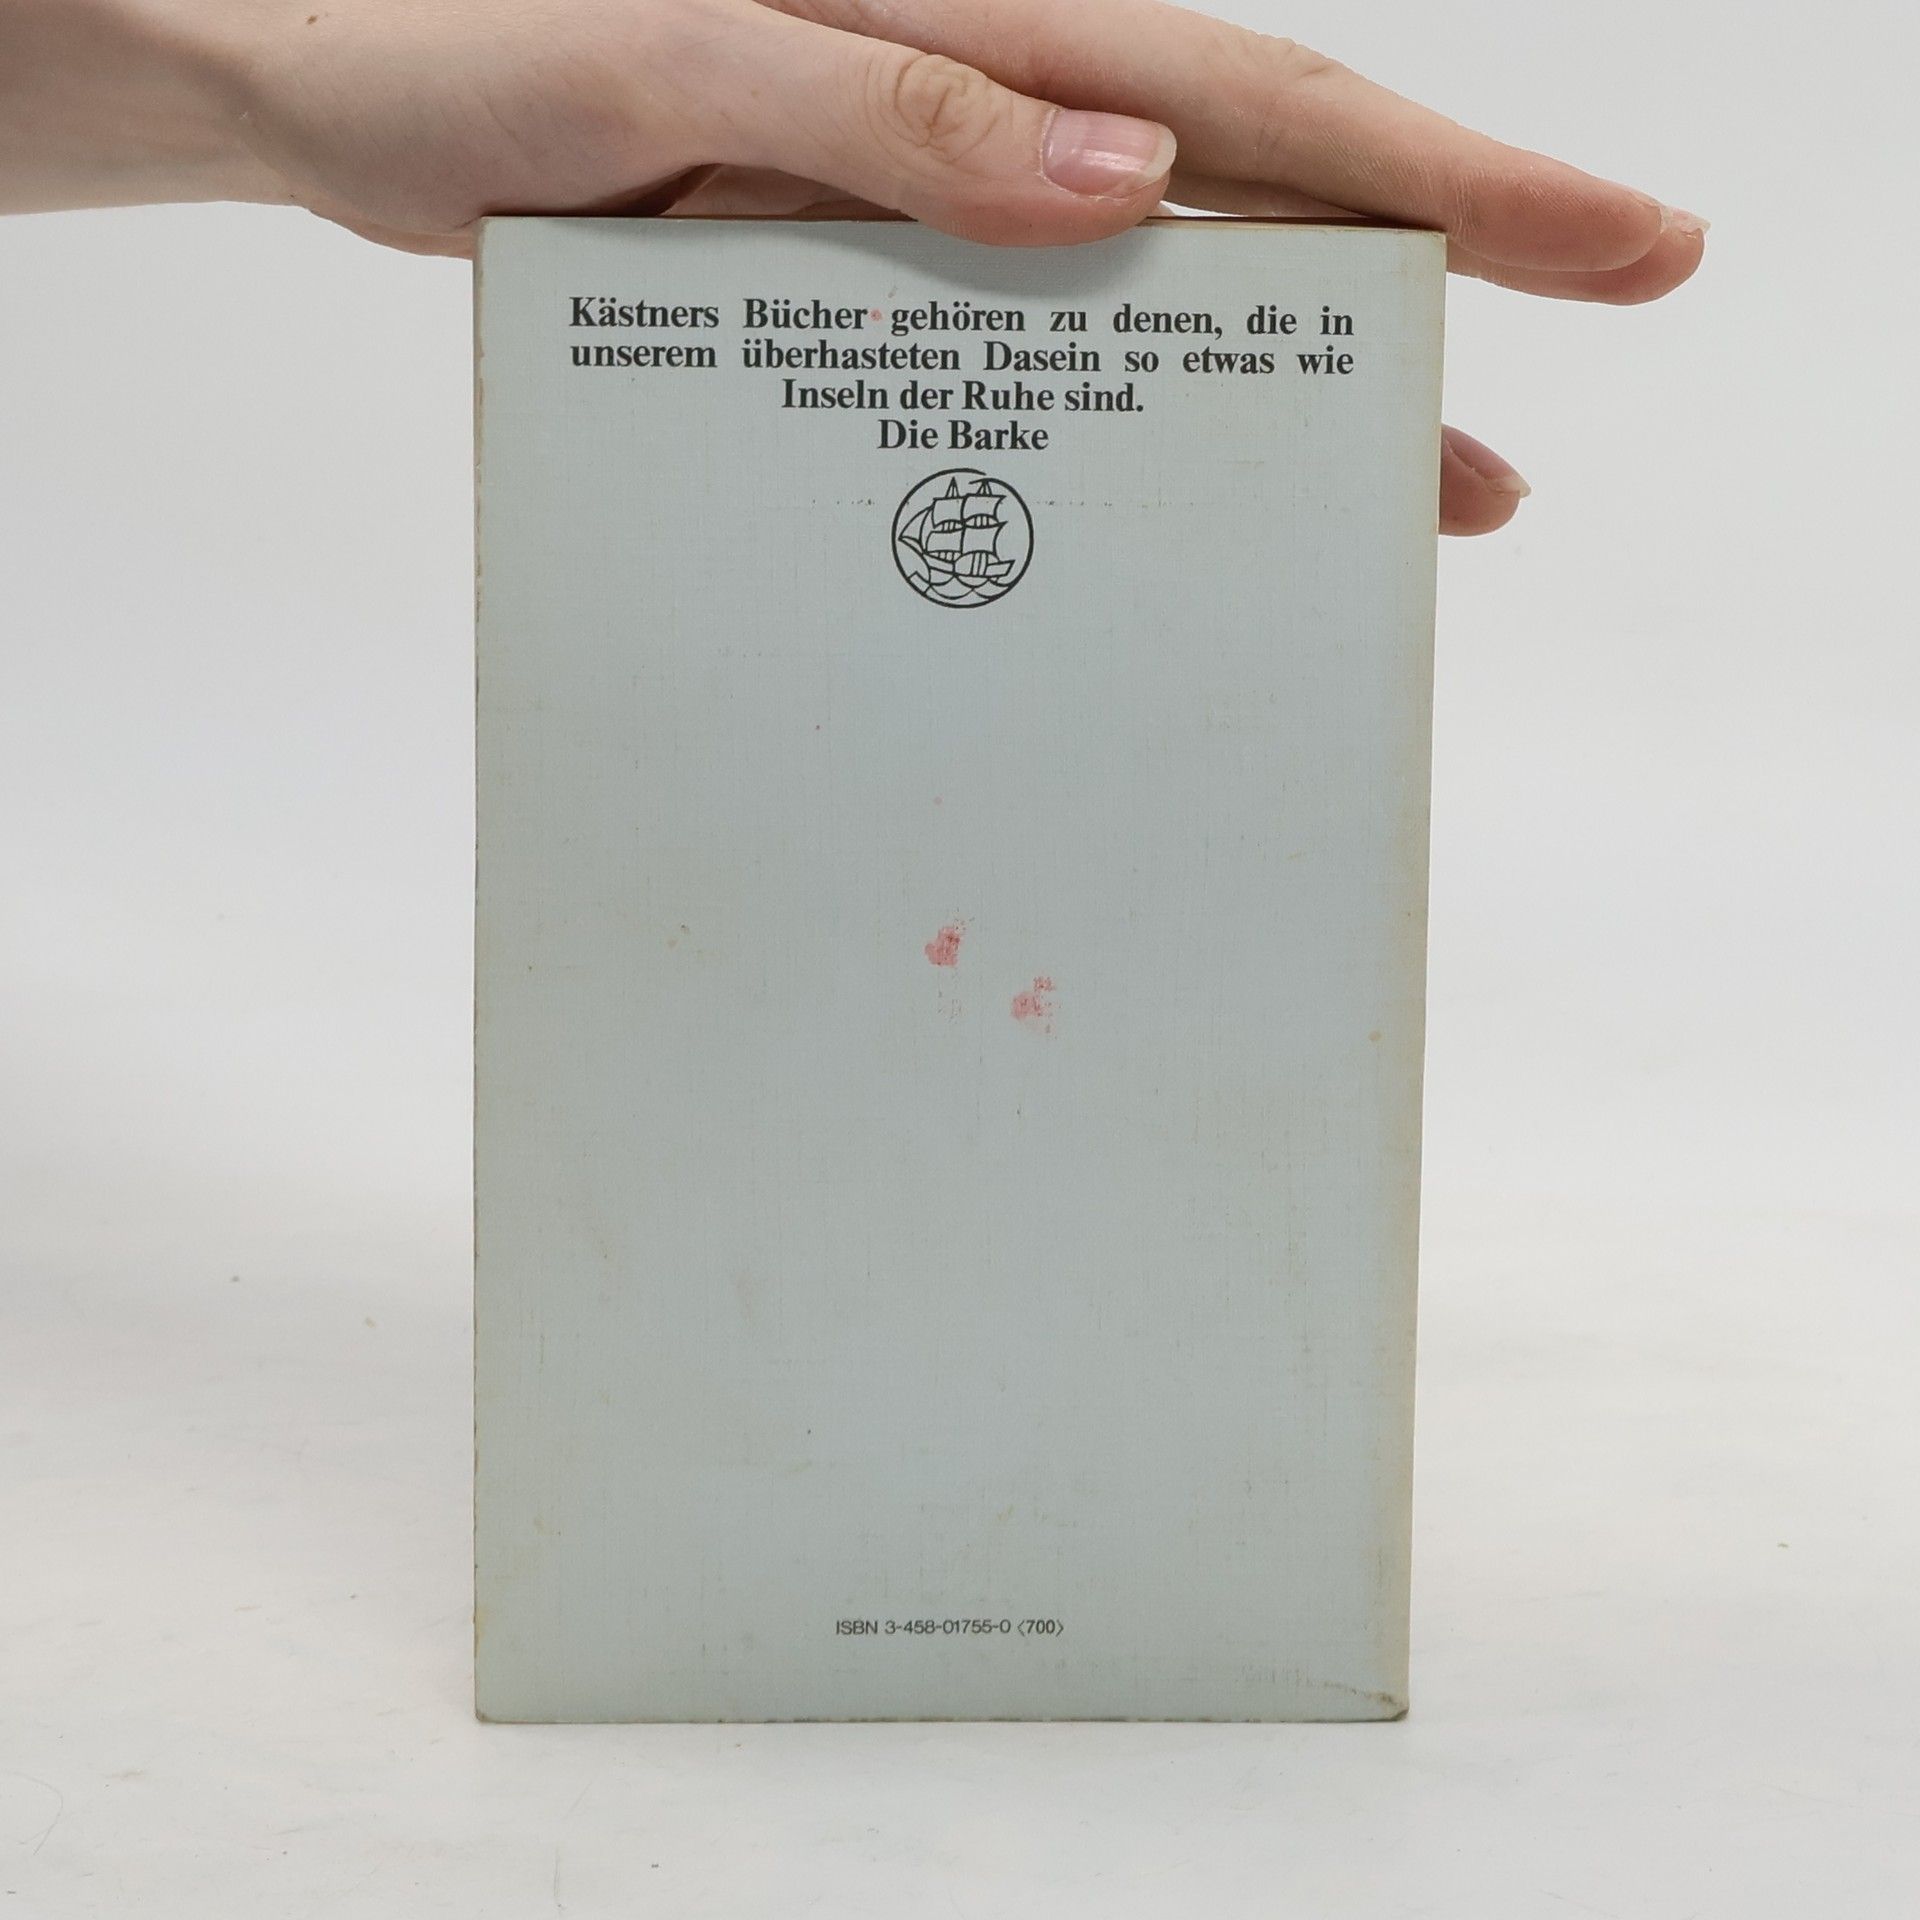 Kästners Bücher gehören zu denen, die in
unserem überhasteten Dasein so etwas wie
Inseln der Ruhe sind.
Die Barke
ISBN 3-458-01755-0 ⟨700⟩